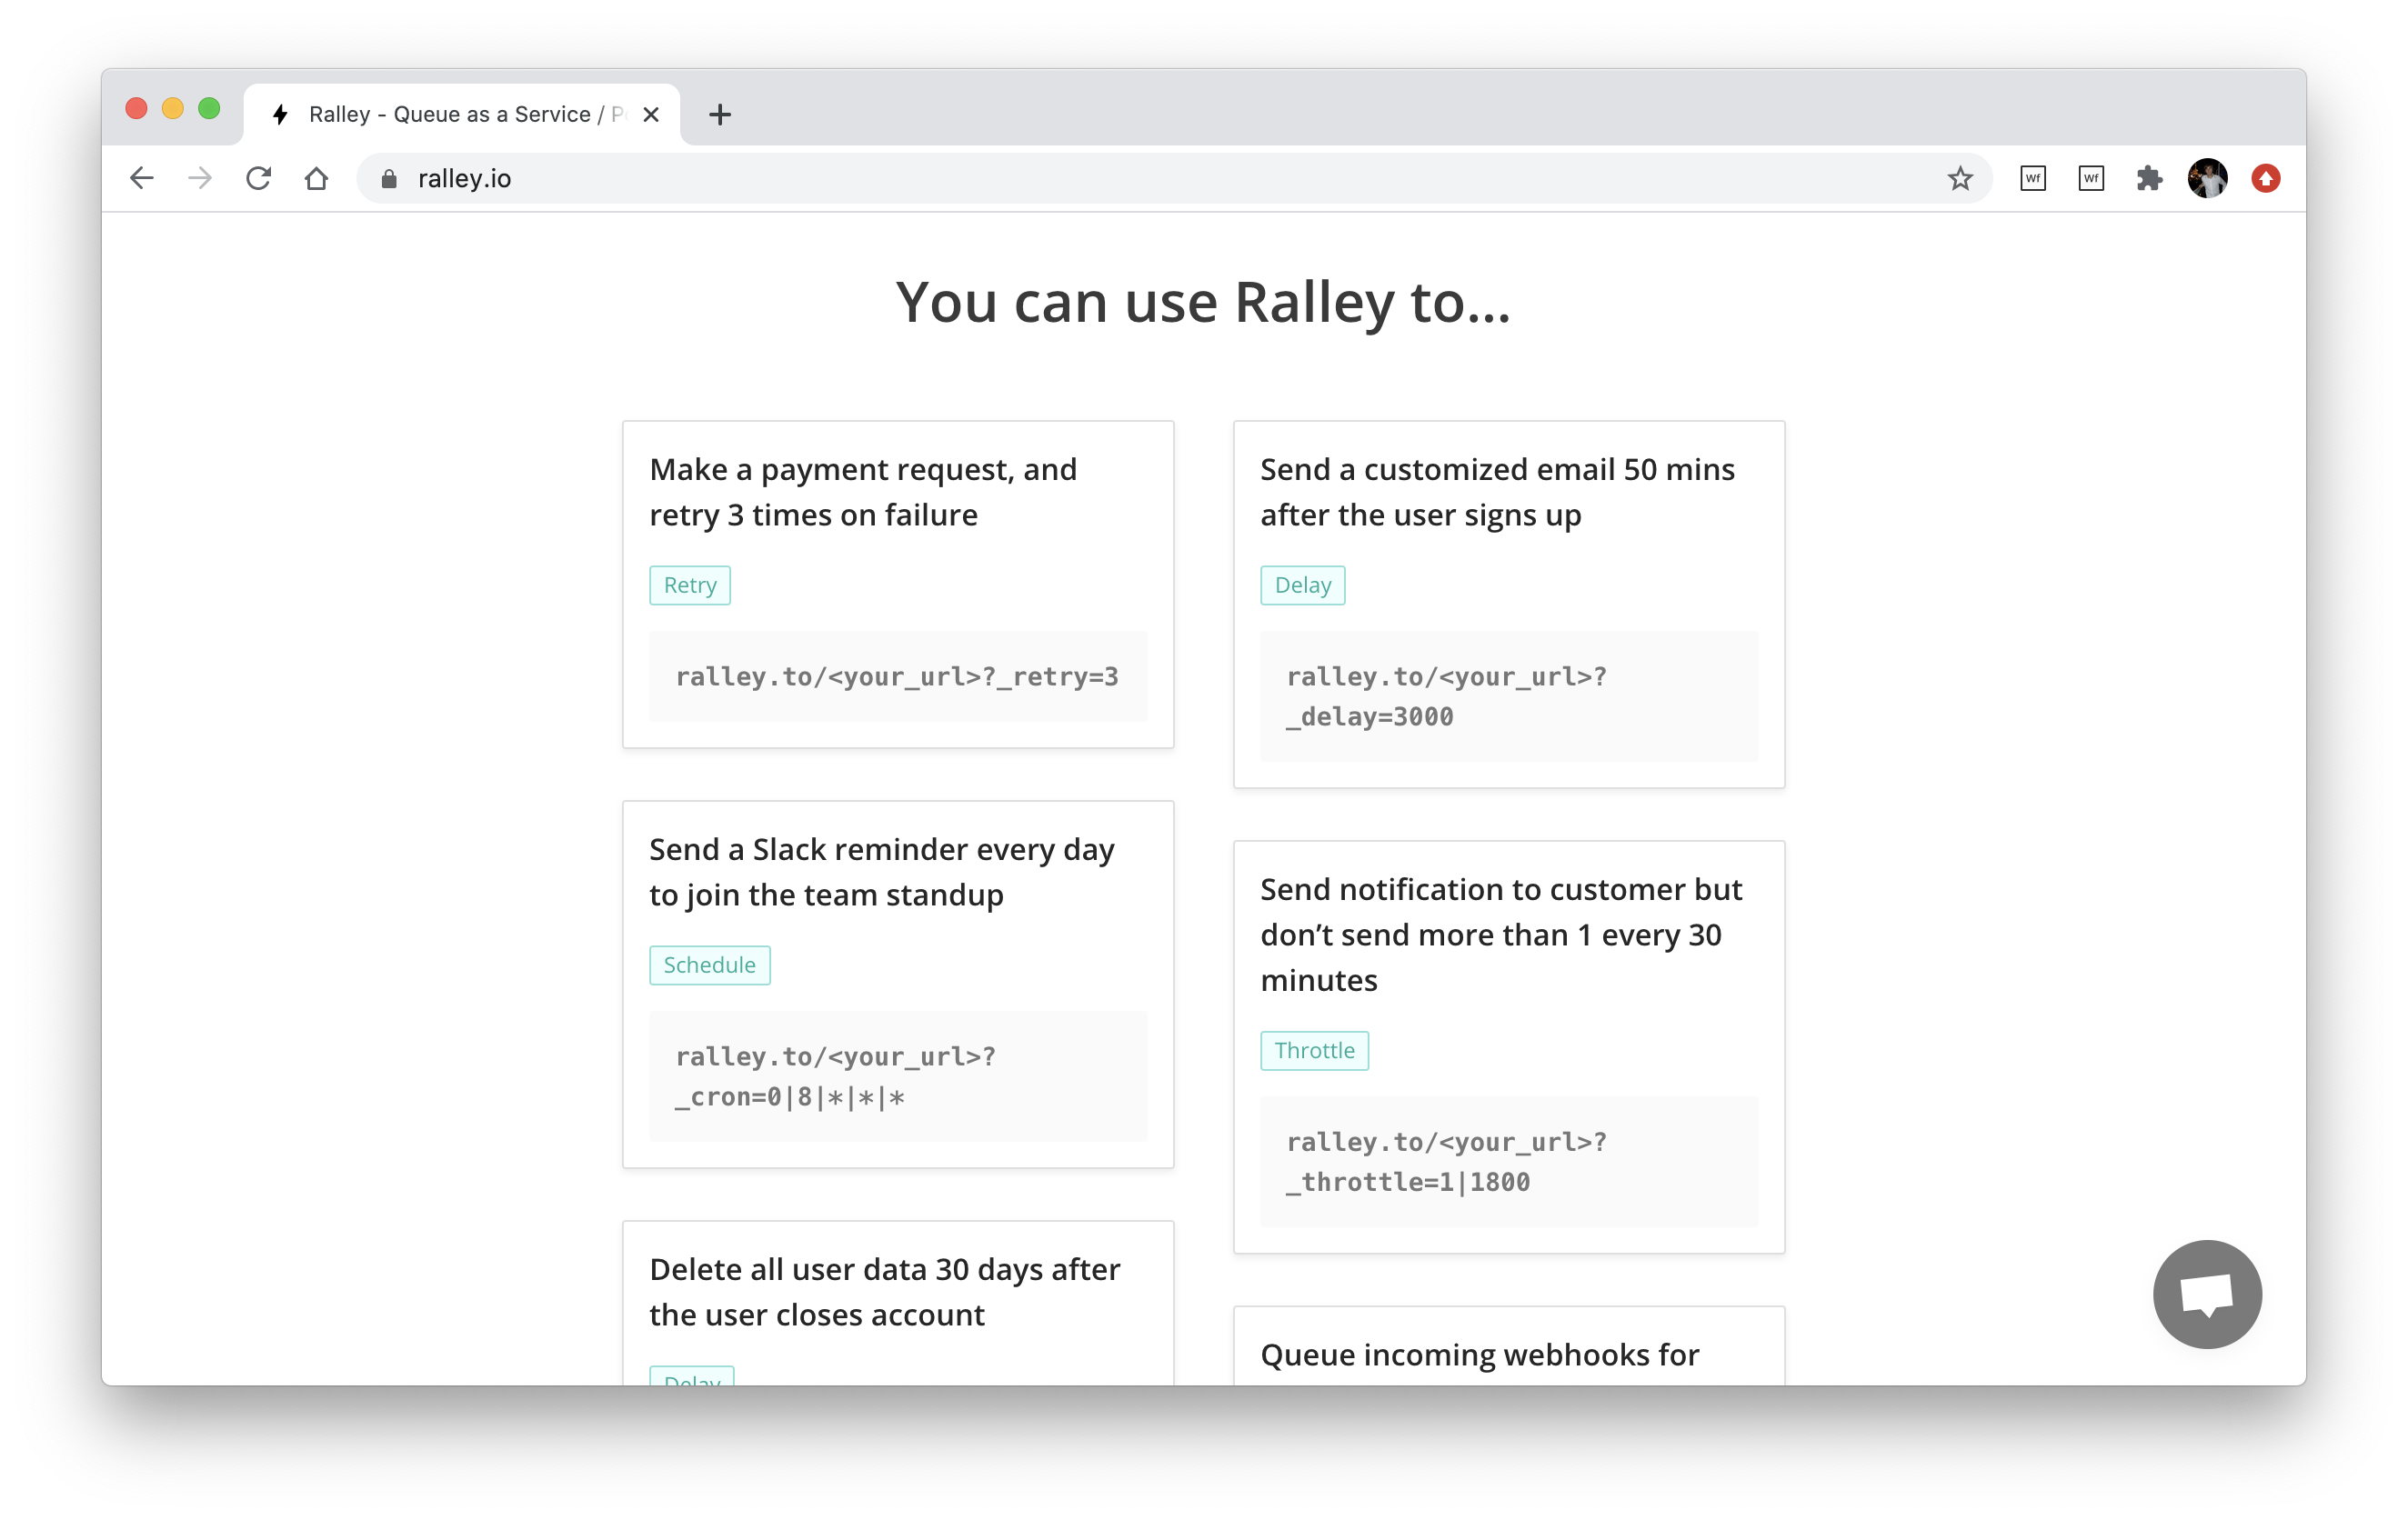 Ralley - Queue as a Service / P
ralley.io
Wf
Wf
You can use Ralley to...
Make a payment request, and
retry 3 times on failure
Retry
ralley.to/<your_url>?_retry=3
Send a customized email 50 mins
after the user signs up
Delay
ralley.to/<your_url>?
_delay=3000
Send a Slack reminder every day
to join the team standup
Schedule
ralley.to/<your_url>?
_cron=0|8|*|*|*
Send notification to customer but
don’t send more than 1 every 30
minutes
Throttle
ralley.to/<your_url>?
_throttle=1|1800
Delete all user data 30 days after
the user closes account
Delay
Queue incoming webhooks for